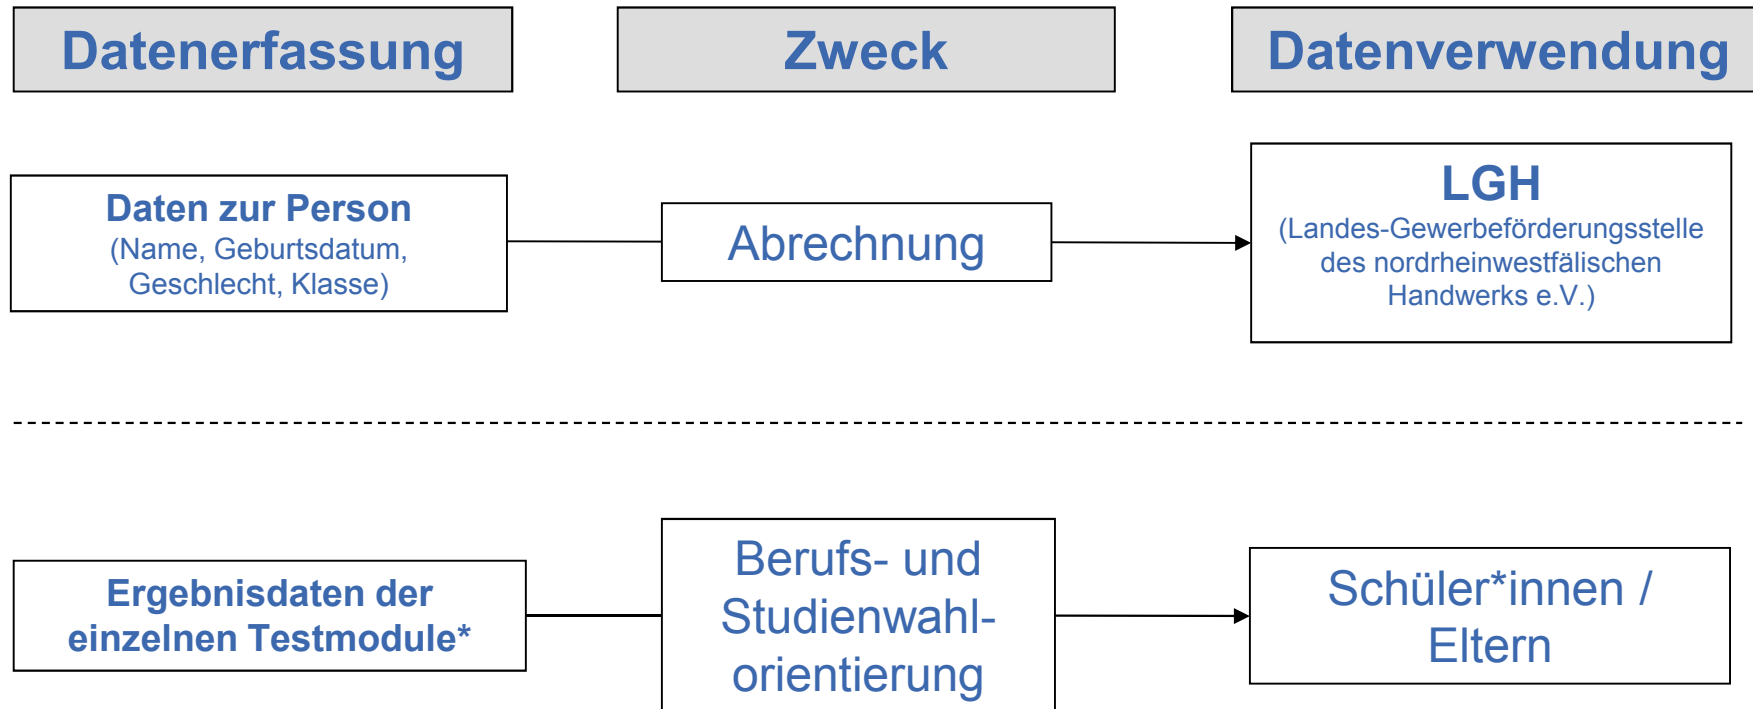 Datenerfassung
Zweck
Datenverwendung
Daten zur Person
(Name, Geburtsdatum,
Geschlecht, Klasse)
Abrechnung
LGH
(Landes-Gewerbeförderungsstelle
des nordrheinwestfälischen
Handwerks e.V.)
Ergebnisdaten der
einzelnen Testmodule*
Berufs- und
Studienwahl-
orientierung
Schüler*innen /
Eltern